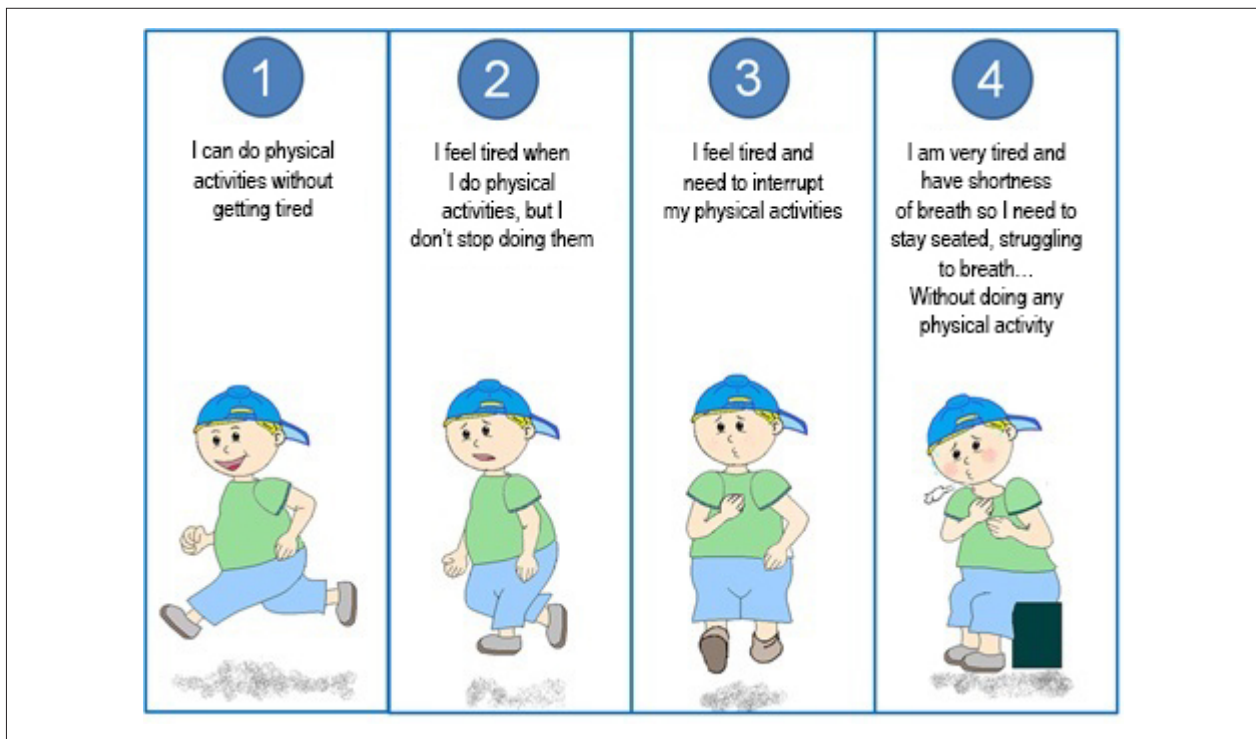 1
I can do physical
activities without
getting tired
2
I feel tired when
I do physical
activities, but I
don't stop doing them
3
I feel tired and
need to interrupt
my physical activities
4
I am very tired and
have shortness
of breath so I need to
stay seated, struggling
to breath...
Without doing any
physical activity